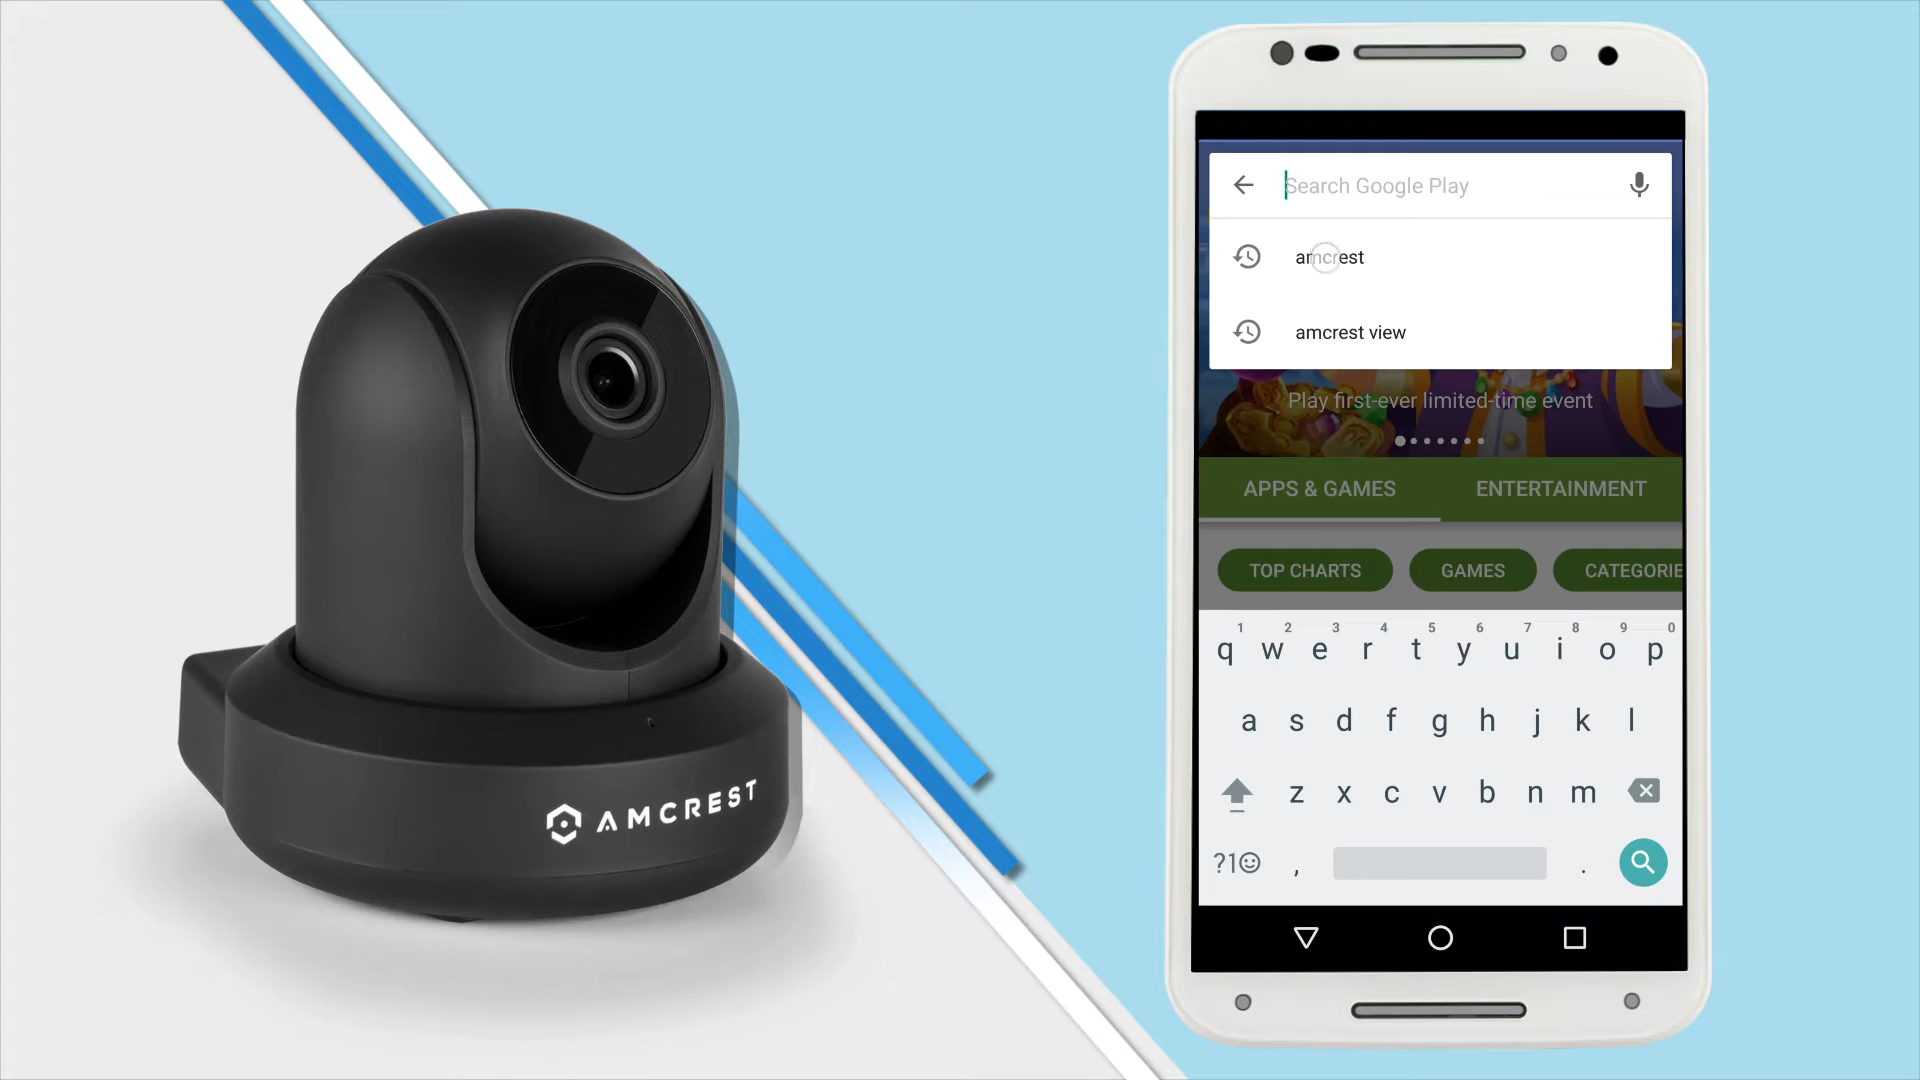 AMCREST
Search Google Play
amcrest
amcrest view
Play first-ever limited-time event
APPS & GAMES ENTERTAINMENT
TOP CHARTS GAMES CATEGORIE
1 2 3 4 5 6 7 8 9 0
q w e r t y u i o p
a s d f g h j k l
z x c v b n m
?1☺ , .